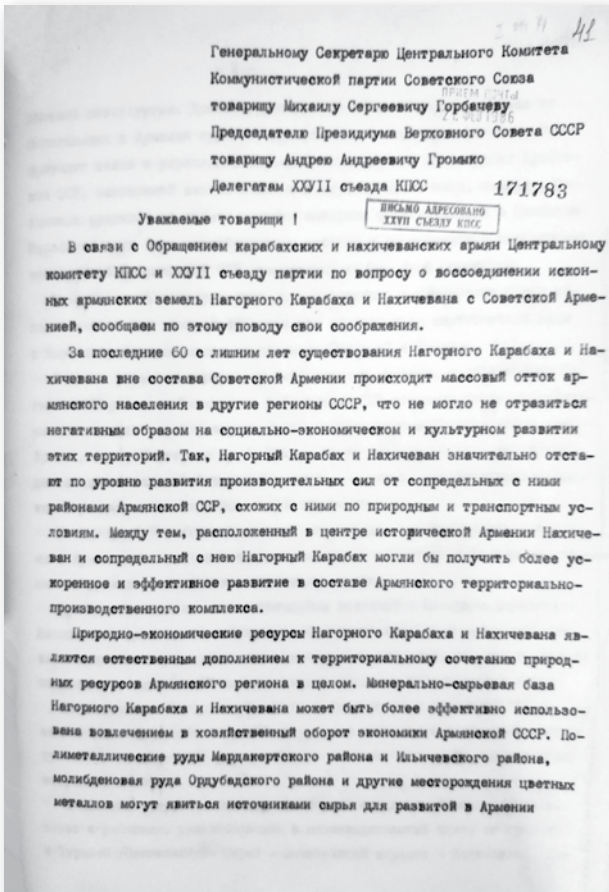 41
Генеральному Секретарю Центрального Комитета
Коммунистической партии Советского Союза
товарищу Михаилу Сергеевичу Горбачеву
ПРИЕМ ПОЧТЫ
Председателю Президиума Верховного Совета СССР
товарищу Андрею Андреевичу Громыко
Делегатам XXУII съезда КПСС 171783
ПИСЬМО АДРЕСОВАНО
XXVII СЪЕЗДУ КПСС
Уважаемые товарищи !
В связи с Обращением карабахских и нахичеванских армян Центральному
комитету КПСС и XXУII съезду партии по вопросу о воссоединении искон-
ных армянских земель Нагорного Карабаха и Нахичевана с Советской Арме-
нией, сообщаем по этому поводу свои соображения.
За последние 60 с лишним лет существования Нагорного Карабаха и На-
хичевана вне состава Советской Армении происходит массовый отток ар-
мянского населения в другие регионы СССР, что не могло не отразиться
негативным образом на социально-экономическом и культурном развитии
этих территорий. Так, Нагорный Карабах и Нахичеван значительно отста-
ют по уровню развития производительных сил от сопредельных с ними
районами Армянской ССР, схожих с ними по природным и транспортным ус-
ловиям. Между тем, расположенный в центре исторической Армении Нахиче-
ван и сопредельный с нею Нагорный Карабах могли бы получить более ус-
коренное и эффективное развитие в составе Армянского территориально-
производственного комплекса.
Природно-экономические ресурсы Нагорного Карабаха и Нахичевана яв-
ляются естественным дополнением к территориальному сочетанию природ-
ных ресурсов Армянского региона в целом. Минерально-сырьевая база
Нагорного Карабаха и Нахичевана может быть более эффективно использо-
вана вовлечением в хозяйственный оборот экономики Армянской ССР. По-
лиметаллические руды Мардакертского района и Ильичевского района,
молибденовая руда Ордубадского района и другие месторождения цветных
металлов могут явиться источниками сырья для развитой в Армении